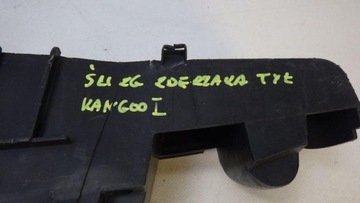 ŚLIZG ZDERZAKA TYŁ
KANGOO I